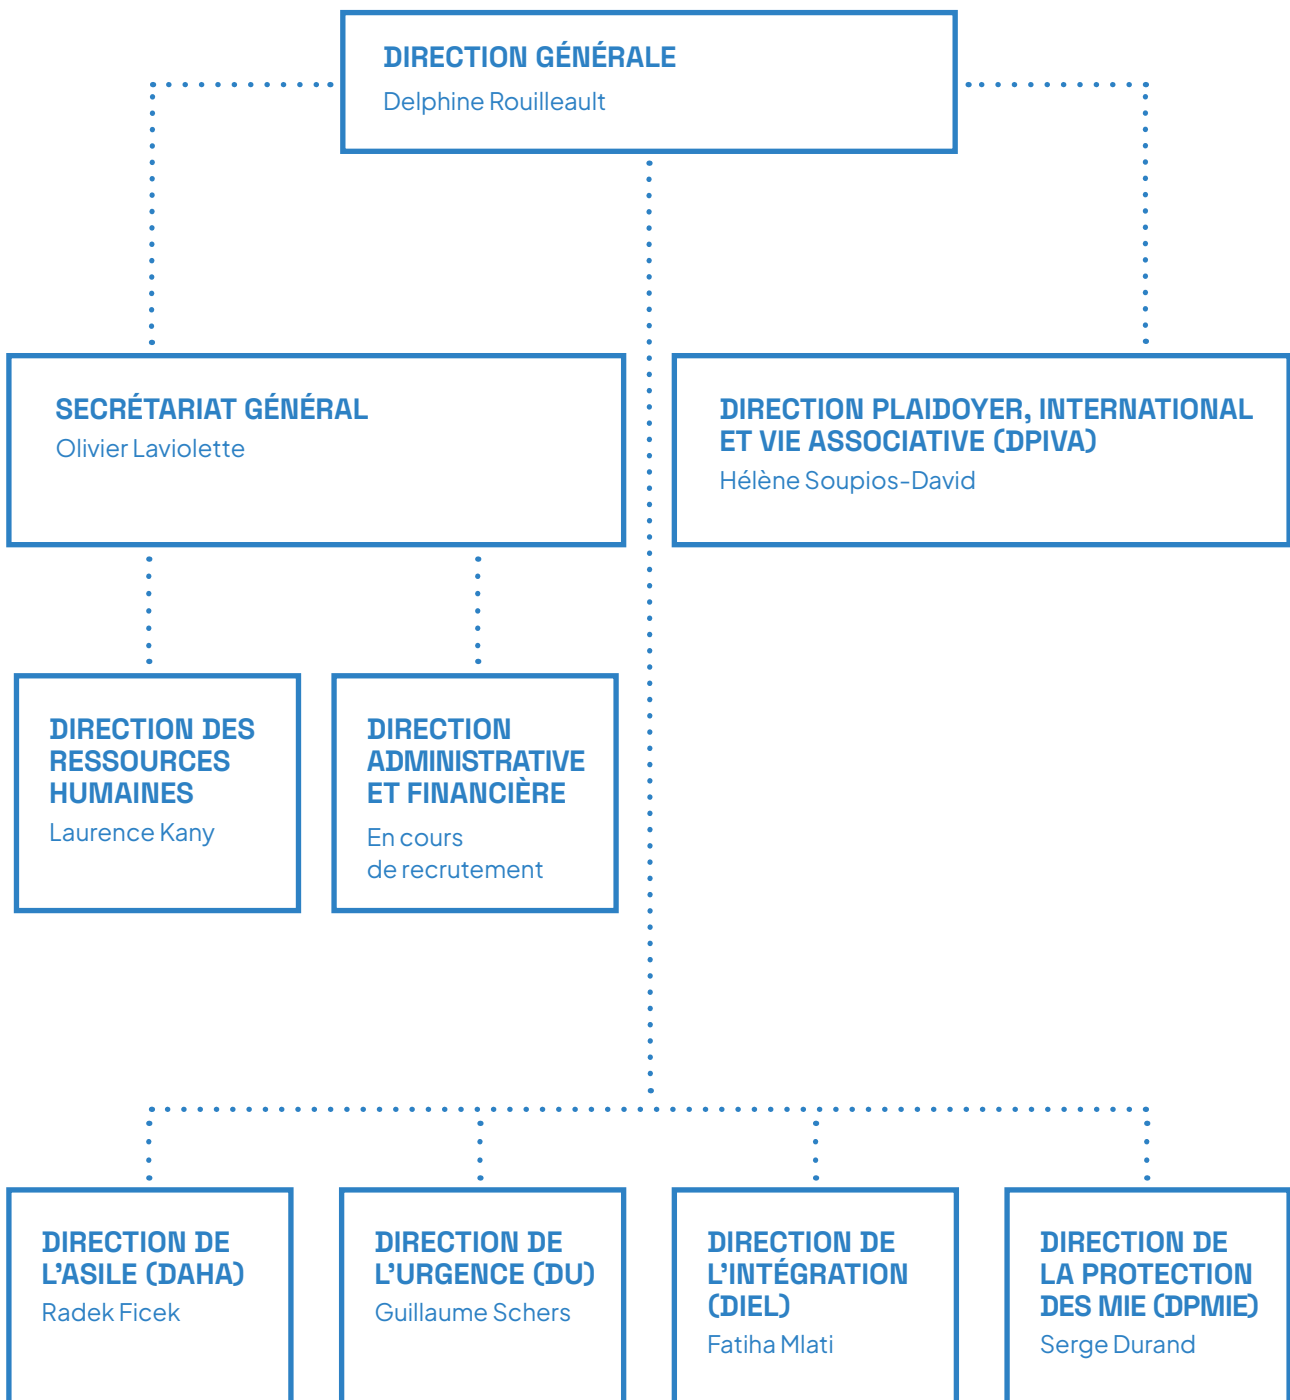 DIRECTION GÉNÉRALE
Delphine Rouilleault
SECRÉTARIAT GÉNÉRAL
Olivier Laviolette
DIRECTION PLAIDOYER, INTERNATIONAL
ET VIE ASSOCIATIVE (DPIVA)
Hélène Soupios-David
DIRECTION DES
RESSOURCES
HUMAINES
Laurence Kany
DIRECTION
ADMINISTRATIVE
ET FINANCIÈRE
En cours
de recrutement
DIRECTION DE
L’ASILE (DAHA)
Radek Ficek
DIRECTION DE
L’URGENCE (DU)
Guillaume Schers
DIRECTION DE
L’INTÉGRATION
(DIEL)
Fatiha Mlati
DIRECTION DE
LA PROTECTION
DES MIE (DPMIE)
Serge Durand